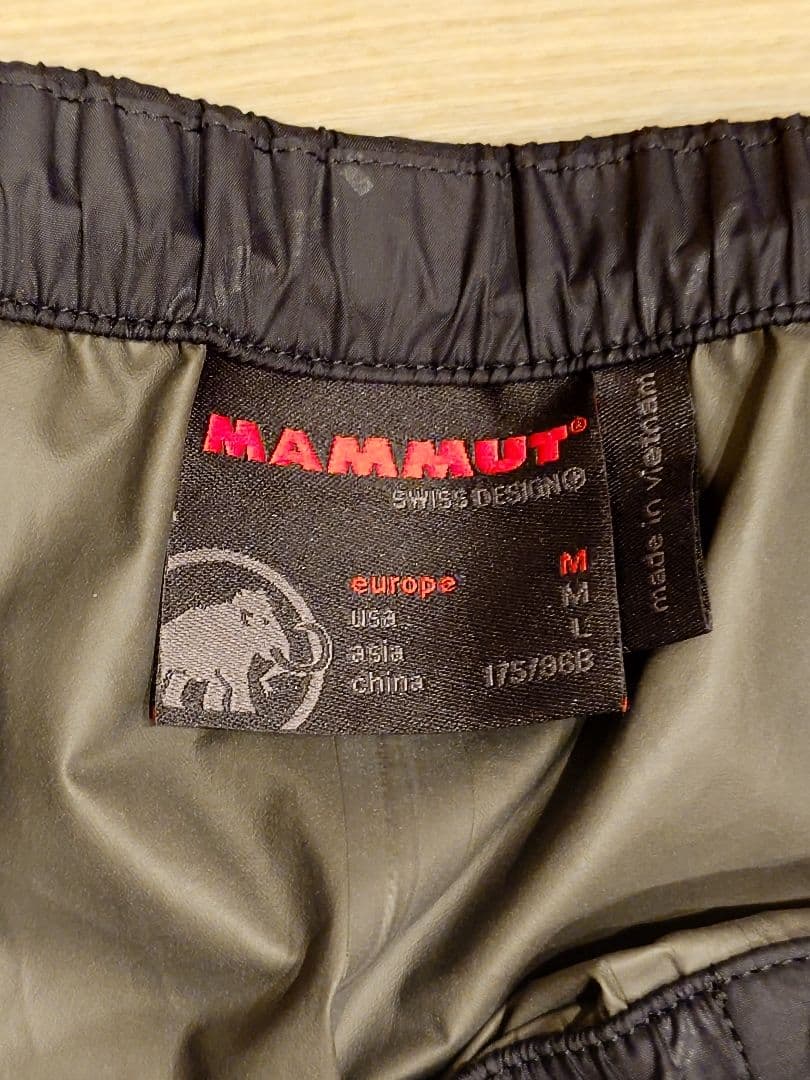 MAMMUT®
SWISS DESIGN
europe M
usa M
asia L
china 175/96B
made in vietnam